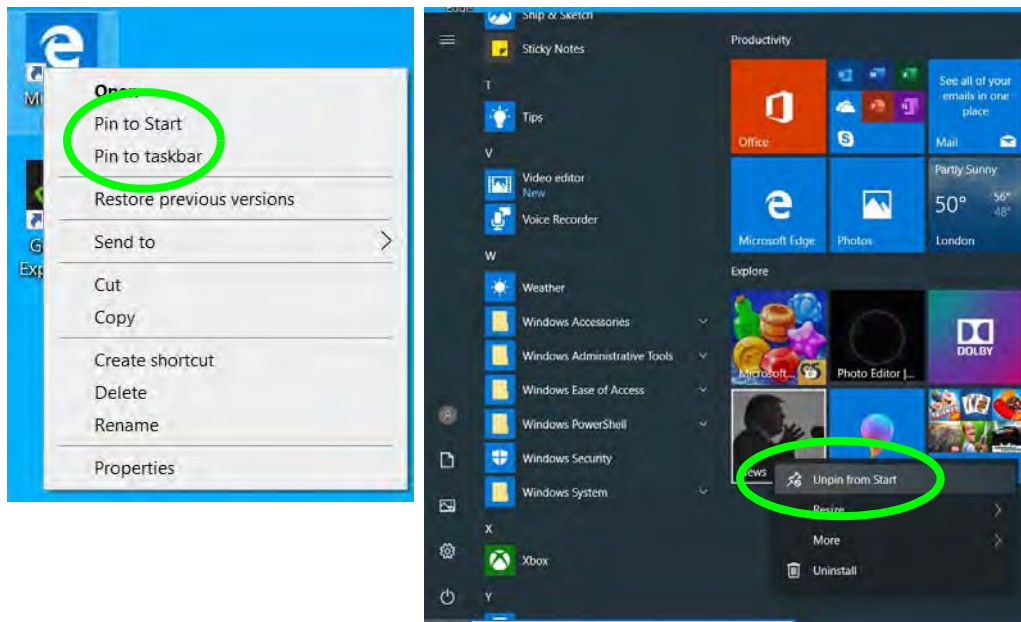 Open
Pin to Start
Pin to taskbar
Restore previous versions
Send to
Cut
Copy
Create shortcut
Delete
Rename
Properties
Edge
Snip & Sketch
Sticky Notes
T
Tips
V
Video editor
New
Voice Recorder
W
Weather
Windows Accessories
Windows Administrative Tools
Windows Ease of Access
Windows PowerShell
Windows Security
Windows System
X
Xbox
Y
Productivity
Office
See all of your
emails in one
place
Mail
Microsoft Edge
Photos
Partly Sunny
50°
56°
48°
London
Explore
Microsoft...
Photo Editor |...
DOLBY
News
Unpin from Start
Resize
More
Uninstall